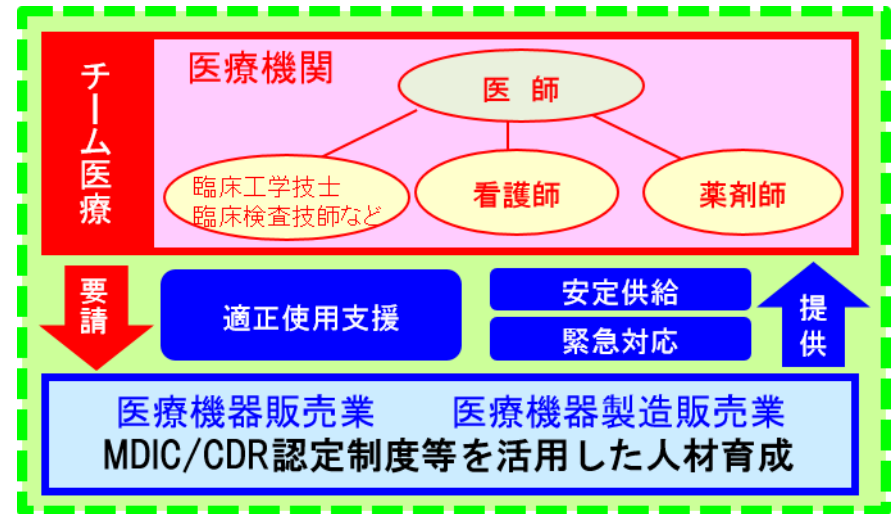 チーム医療
医療機関
医 師
臨床工学技士
臨床検査技師など
看護師
薬剤師
要請
適正使用支援
安定供給
緊急対応
提供
医療機器販売業 医療機器製造販売業
MDIC/CDR認定制度等を活用した人材育成